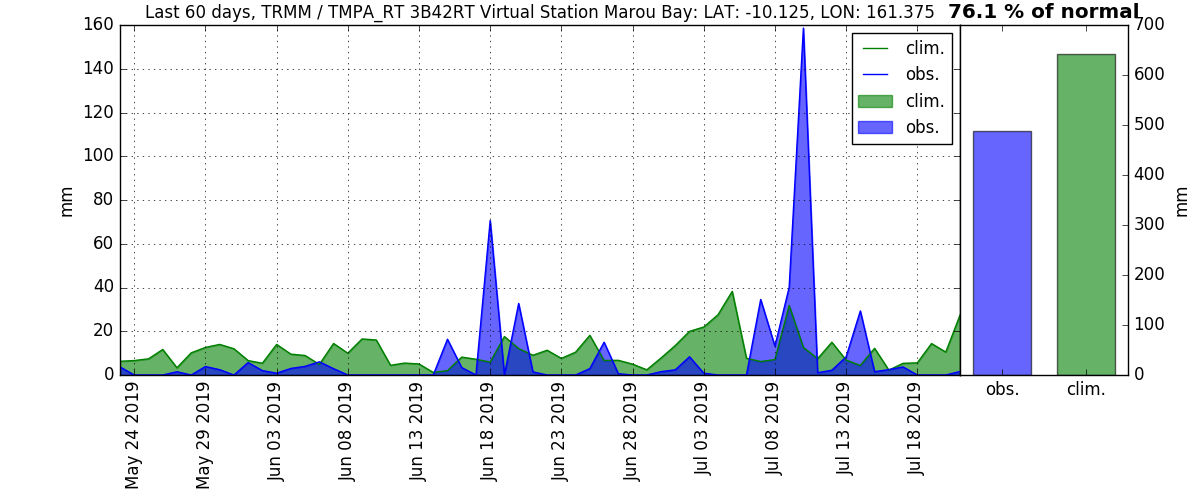 Last 60 days, TRMM / TMPA_RT 3B42RT Virtual Station Marou Bay: LAT: -10.125, LON: 161.375
76.1 % of normal
160
140
120
100
80
60
40
20
0
mm
clim.
obs.
clim.
obs.
May 24 2019
May 29 2019
Jun 03 2019
Jun 08 2019
Jun 13 2019
Jun 18 2019
Jun 23 2019
Jun 28 2019
Jul 03 2019
Jul 08 2019
Jul 13 2019
Jul 18 2019
700
600
500
400
300
200
100
0
mm
obs.
clim.